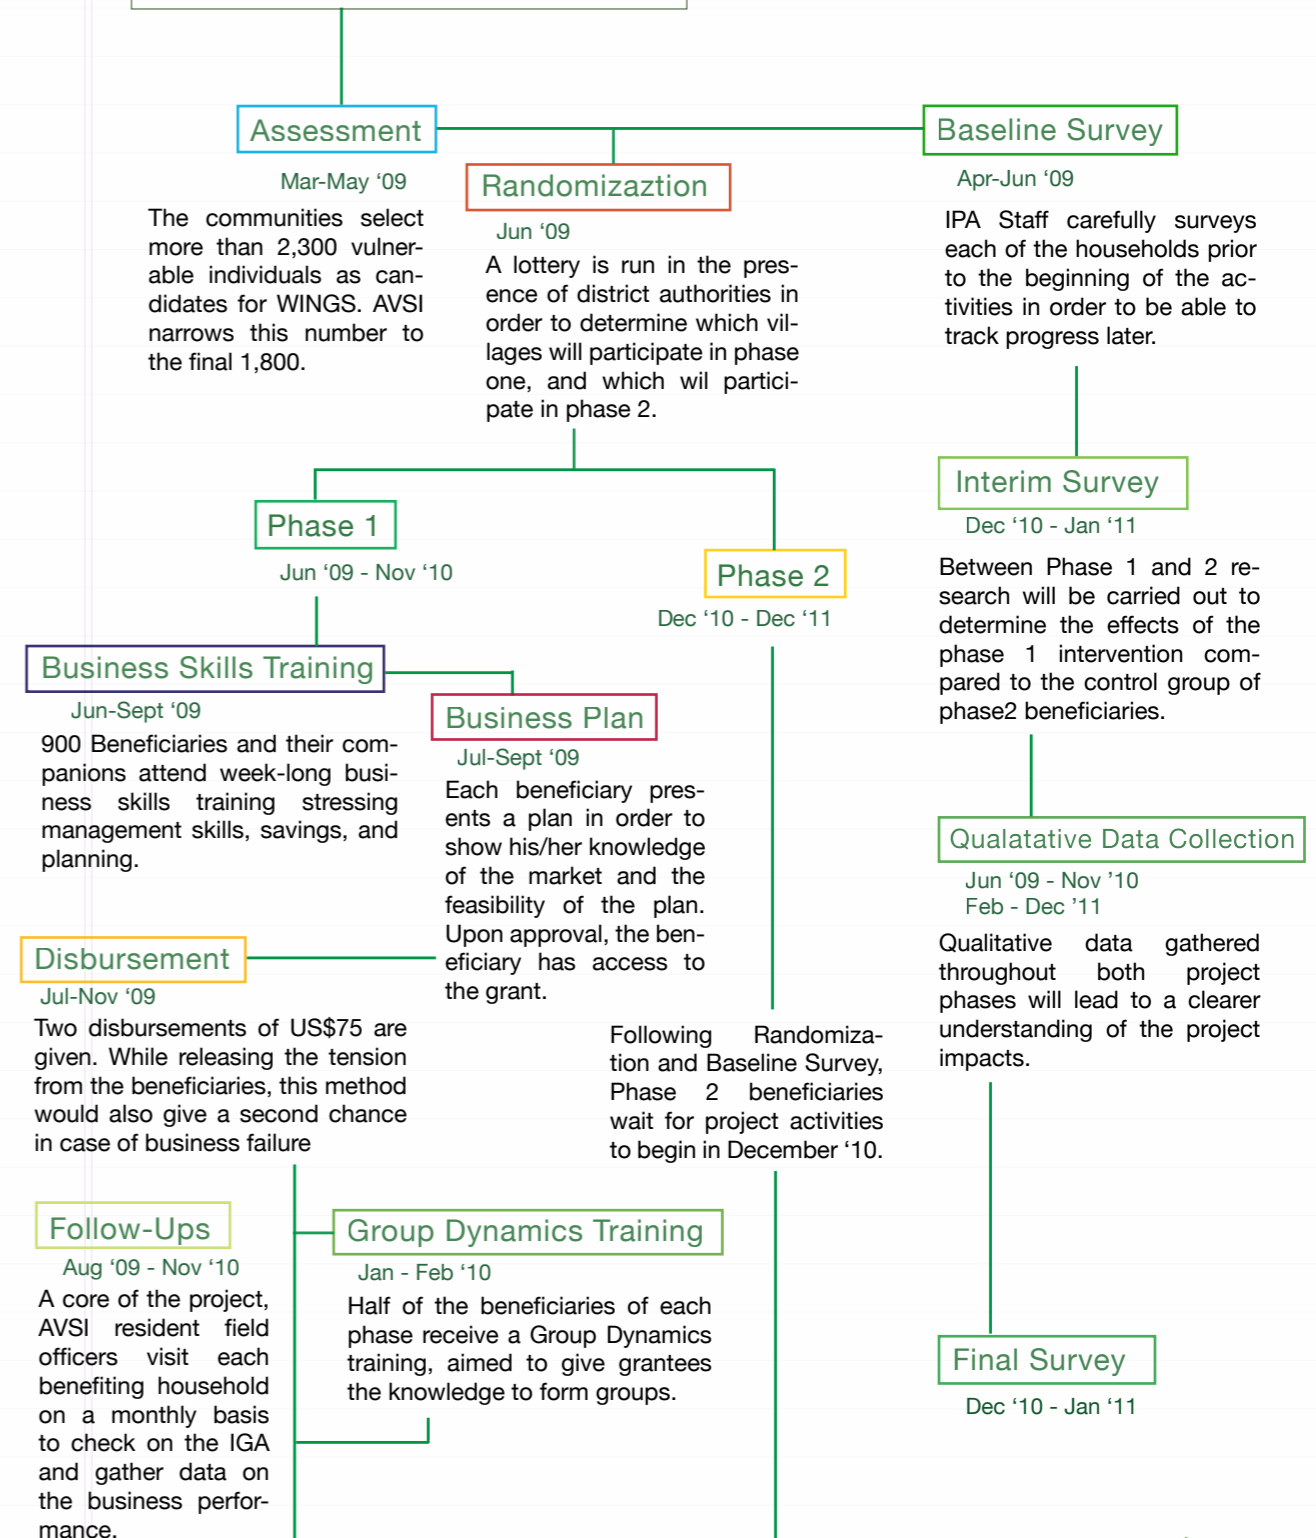 Assessment
Mar-May ‘09
The communities select
more than 2,300 vulner-
able individuals as can-
didates for WINGS. AVSI
narrows this number to
the final 1,800.
Randomizaztion
Jun ‘09
A lottery is run in the pres-
ence of district authorities in
order to determine which vil-
lages will participate in phase
one, and which wil partici-
pate in phase 2.
Baseline Survey
Apr-Jun ‘09
IPA Staff carefully surveys
each of the households prior
to the beginning of the ac-
tivities in order to be able to
track progress later.
Phase 1
Jun ‘09 - Nov ‘10
Phase 2
Dec ‘10 - Dec ‘11
Interim Survey
Dec ‘10 - Jan ‘11
Between Phase 1 and 2 re-
search will be carried out to
determine the effects of the
phase 1 intervention com-
pared to the control group of
phase2 beneficiaries.
Business Skills Training
Jun-Sept ‘09
900 Beneficiaries and their com-
panions attend week-long busi-
ness skills training stressing
management skills, savings, and
planning.
Business Plan
Jul-Sept ‘09
Each beneficiary pres-
ents a plan in order to
show his/her knowledge
of the market and the
feasibility of the plan.
Upon approval, the ben-
eficiary has access to
the grant.
Qualatative Data Collection
Jun ‘09 - Nov ’10
Feb - Dec ’11
Qualitative data gathered
throughout both project
phases will lead to a clearer
understanding of the project
impacts.
Disbursement
Jul-Nov ‘09
Two disbursements of US$75 are
given. While releasing the tension
from the beneficiaries, this method
would also give a second chance
in case of business failure
Following Randomiza-
tion and Baseline Survey,
Phase 2 beneficiaries
wait for project activities
to begin in December ‘10.
Follow-Ups
Aug ‘09 - Nov ‘10
A core of the project,
AVSI resident field
officers visit each
benefiting household
on a monthly basis
to check on the IGA
and gather data on
the business perfor-
mance.
Group Dynamics Training
Jan - Feb ‘10
Half of the beneficiaries of each
phase receive a Group Dynamics
training, aimed to give grantees
the knowledge to form groups.
Final Survey
Dec ‘10 - Jan ‘11